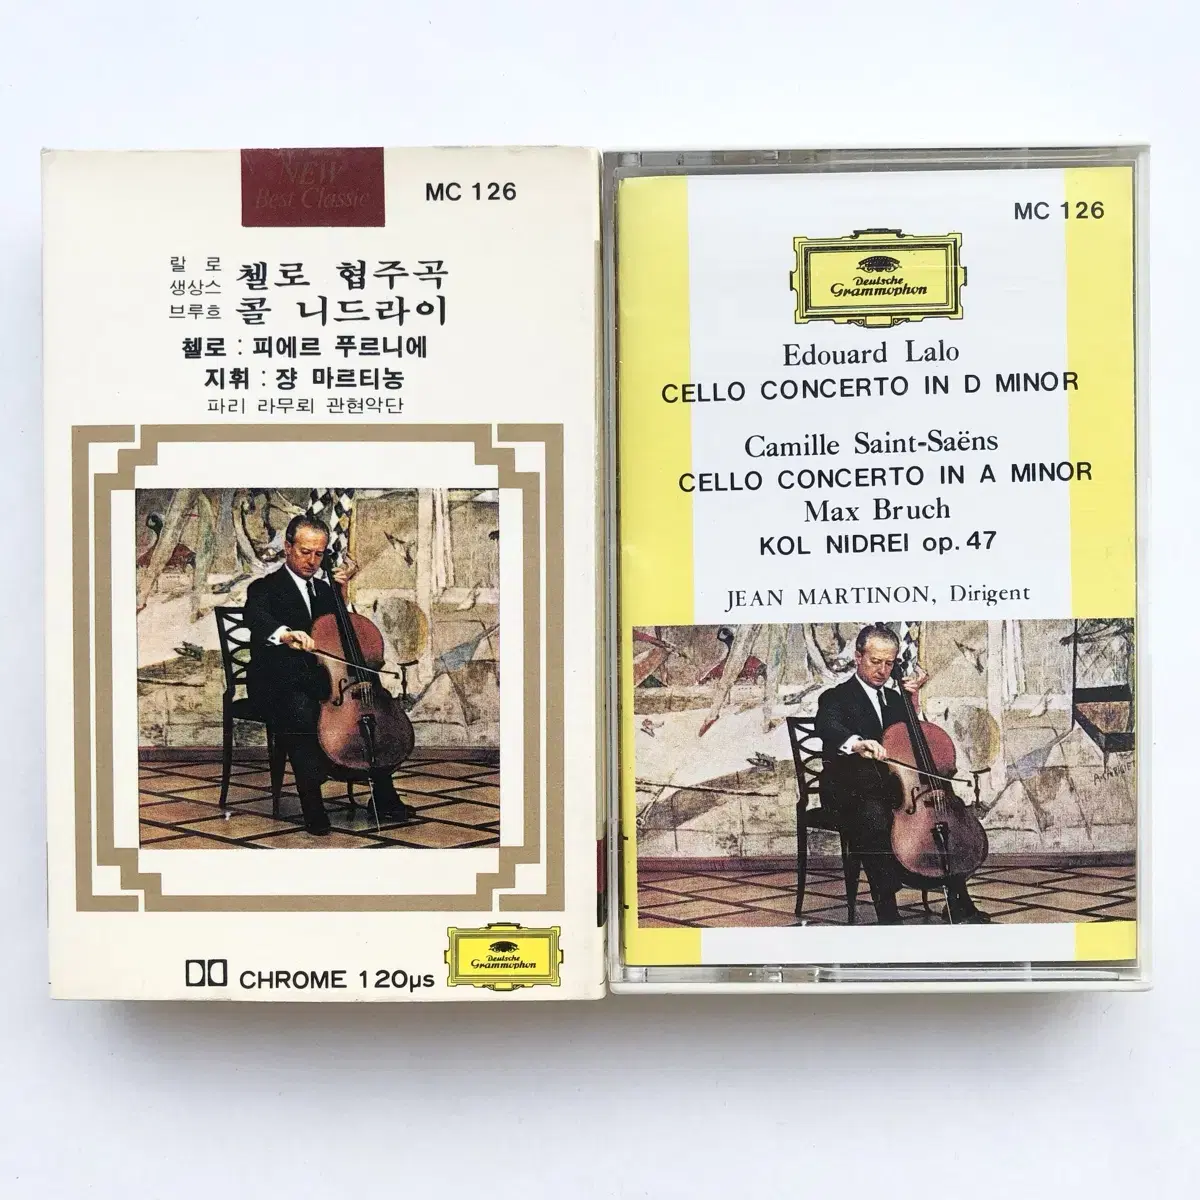 NEW
Best Classic
MC 126
랄 로
생상스
브루흐
첼로 협주곡
콜 니드라이
첼로 : 피에르 푸르니에
지휘 : 쟝 마르티농
파리 라무뢰 관현악단
CHROME 120μs
Deutsche
Grammophon
MC 126
Deutsche
Grammophon
Edouard Lalo
CELLO CONCERTO IN D MINOR
Camille Saint-Saëns
CELLO CONCERTO IN A MINOR
Max Bruch
KOL NIDREI op. 47
JEAN MARTINON, Dirigent